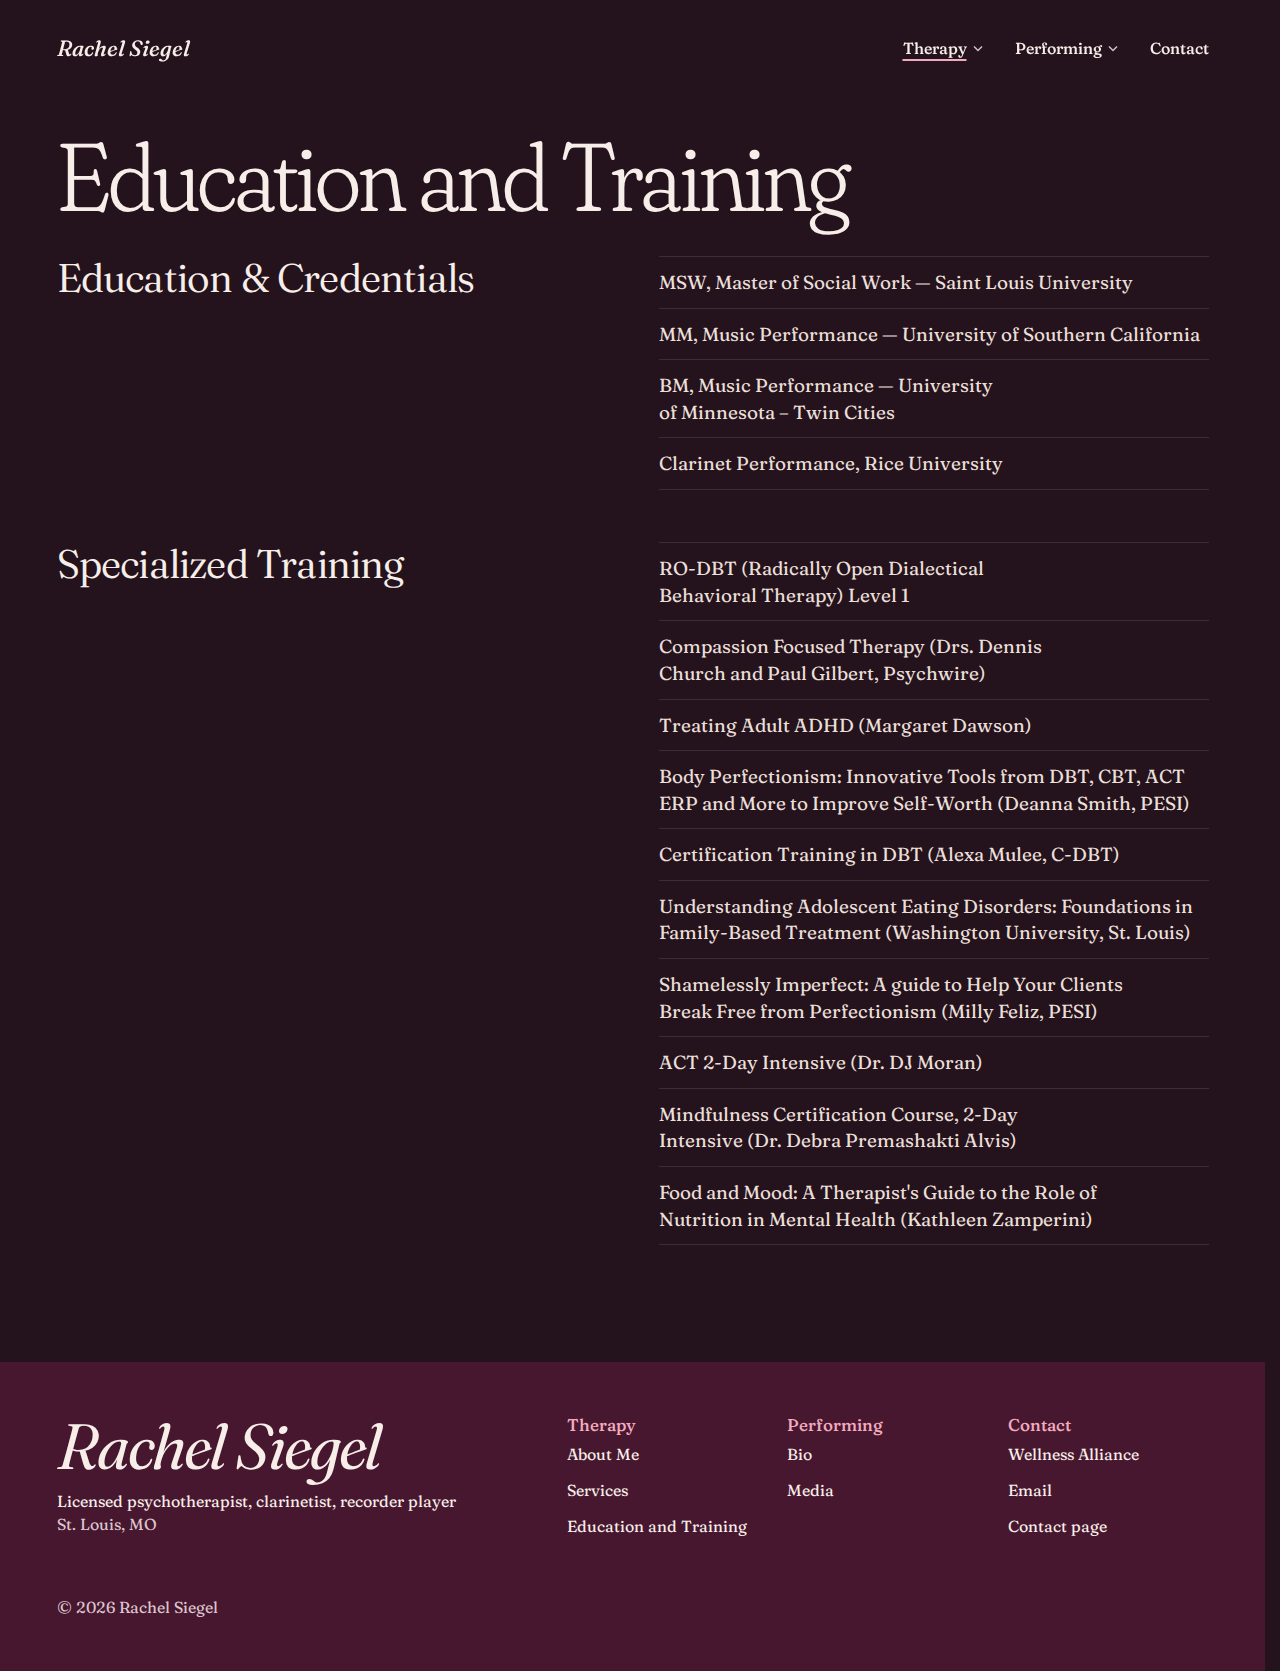 Rachel Siegel
Therapy
Performing
Contact
Education and Training
Education & Credentials
MSW, Master of Social Work — Saint Louis University
MM, Music Performance — University of Southern California
BM, Music Performance — University
of Minnesota – Twin Cities
Clarinet Performance, Rice University
Specialized Training
RO-DBT (Radically Open Dialectical
Behavioral Therapy) Level 1
Compassion Focused Therapy (Drs. Dennis
Church and Paul Gilbert, Psychwire)
Treating Adult ADHD (Margaret Dawson)
Body Perfectionism: Innovative Tools from DBT, CBT, ACT
ERP and More to Improve Self-Worth (Deanna Smith, PESI)
Certification Training in DBT (Alexa Mulee, C-DBT)
Understanding Adolescent Eating Disorders: Foundations in
Family-Based Treatment (Washington University, St. Louis)
Shamelessly Imperfect: A guide to Help Your Clients
Break Free from Perfectionism (Milly Feliz, PESI)
ACT 2-Day Intensive (Dr. DJ Moran)
Mindfulness Certification Course, 2-Day
Intensive (Dr. Debra Premashakti Alvis)
Food and Mood: A Therapist's Guide to the Role of
Nutrition in Mental Health (Kathleen Zamperini)
Rachel Siegel
Licensed psychotherapist, clarinetist, recorder player
St. Louis, MO
Therapy
About Me
Services
Education and Training
Performing
Bio
Media
Contact
Wellness Alliance
Email
Contact page
© 2026 Rachel Siegel